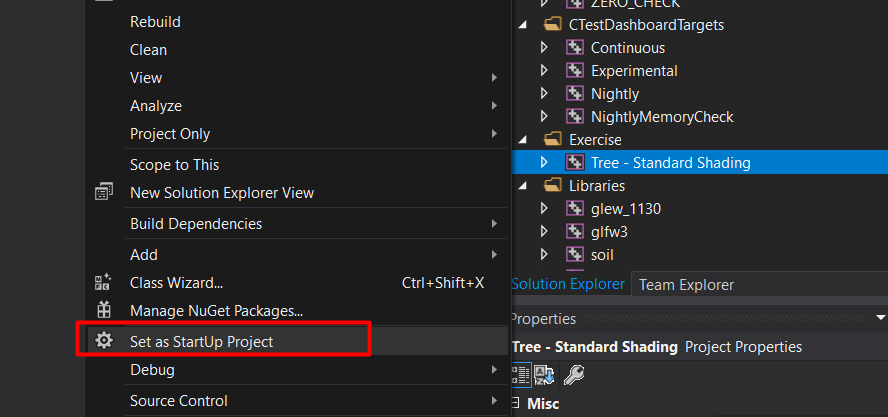 Rebuild
Clean
View
Analyze
Project Only
Scope to This
New Solution Explorer View
Build Dependencies
Add
Class Wizard... Ctrl+Shift+X
Manage NuGet Packages...
Set as StartUp Project
Debug
Source Control
ZERO_CHECK
CTestDashboardTargets
Continuous
Experimental
Nightly
NightlyMemoryCheck
Exercise
Tree - Standard Shading
Libraries
glew_1130
glfw3
soil
Solution Explorer Team Explorer
Properties
Tree - Standard Shading Project Properties
Misc